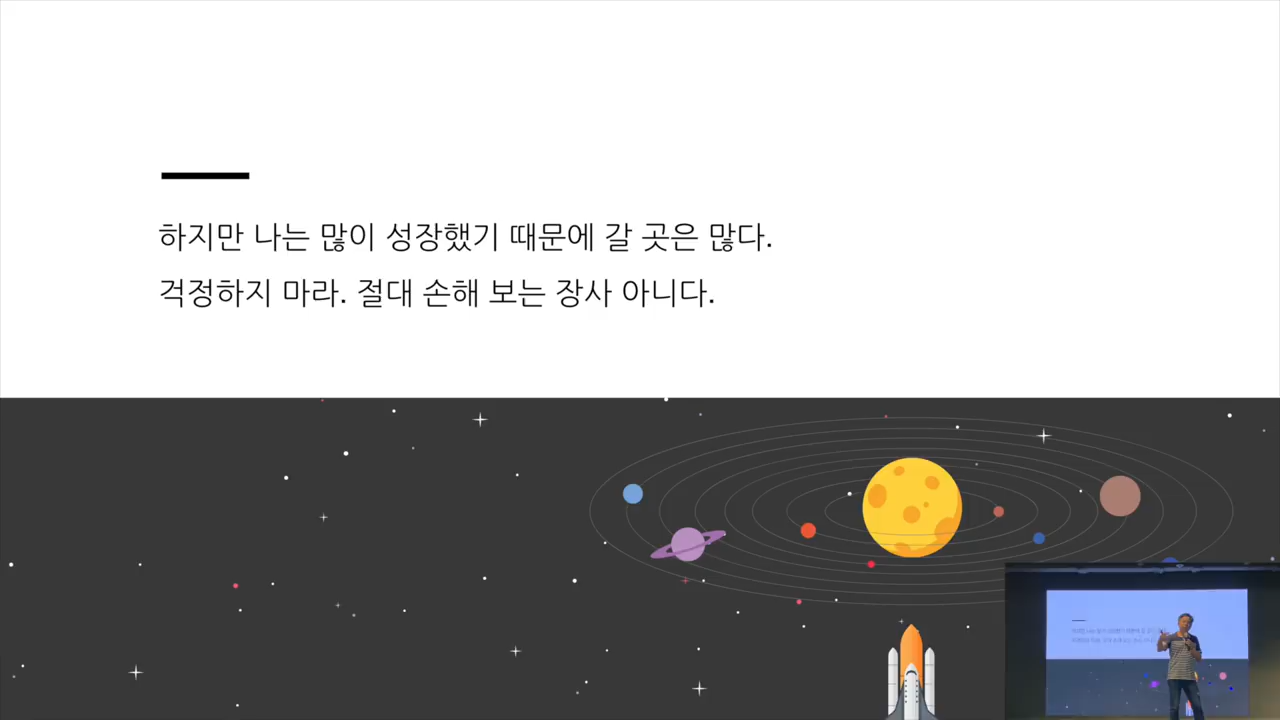 하지만 나는 많이 성장했기 때문에 갈 곳은 많다.
걱정하지 마라. 절대 손해 보는 장사 아니다.